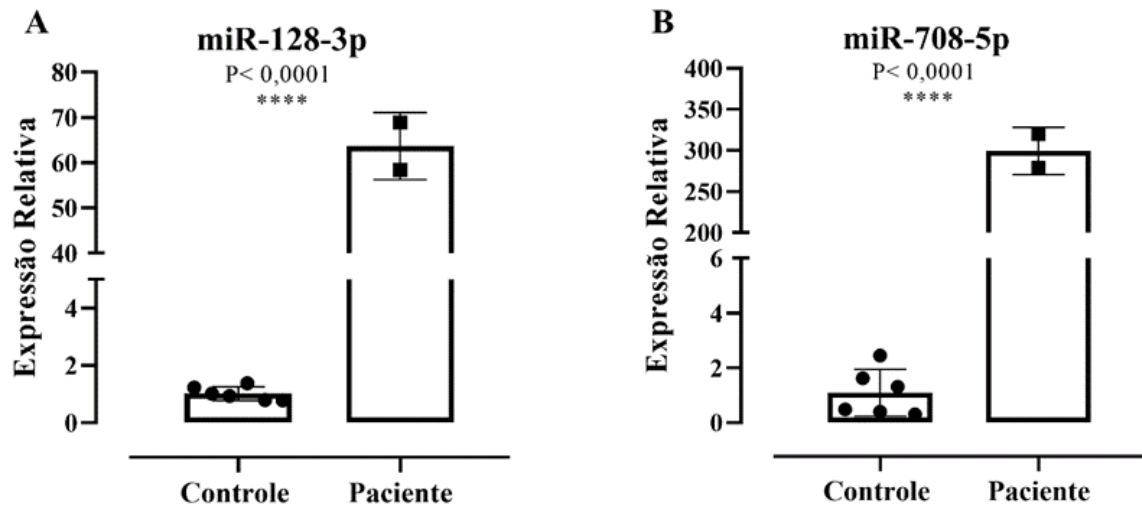 A
miR-128-3p
P< 0,0001
****
Expressão Relativa
80
70
60
50
40
4
2
0
Controle
Paciente
B
miR-708-5p
P< 0,0001
****
Expressão Relativa
400
350
300
250
200
6
4
2
0
Controle
Paciente